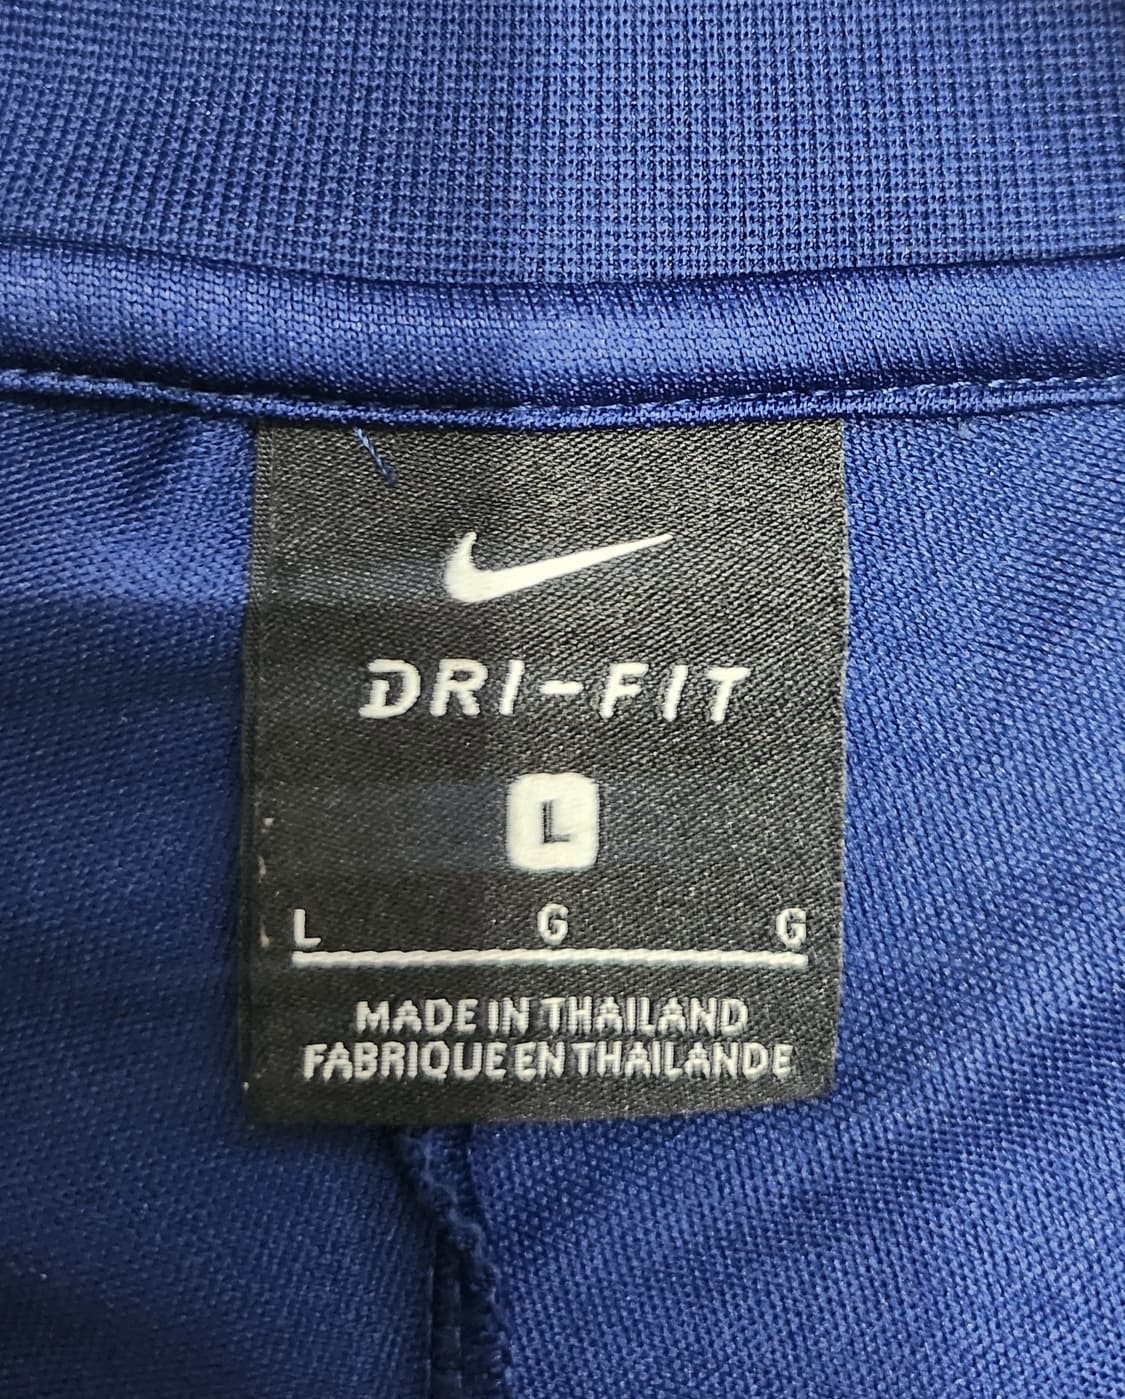 DRI-FIT
L
L G G
MADE IN THAILAND
FABRIQUE EN THAILANDE